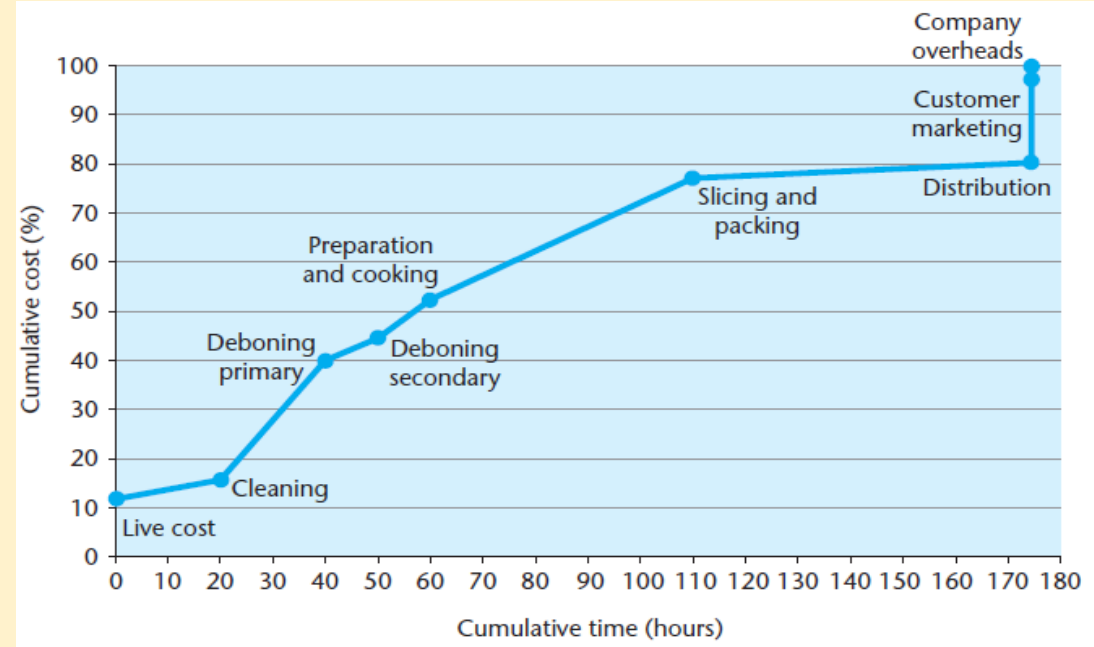 Company
overheads
100
90
Customer
marketing
80
Distribution
Slicing and
packing
70
Preparation
and cooking
60
50
Deboning
primary
Deboning
secondary
40
30
20
Cleaning
10
Live cost
0
Cumulative cost (%)
0 10 20 30 40 50 60 70 80 90 100 110 120 130 140 150 160 170 180
Cumulative time (hours)